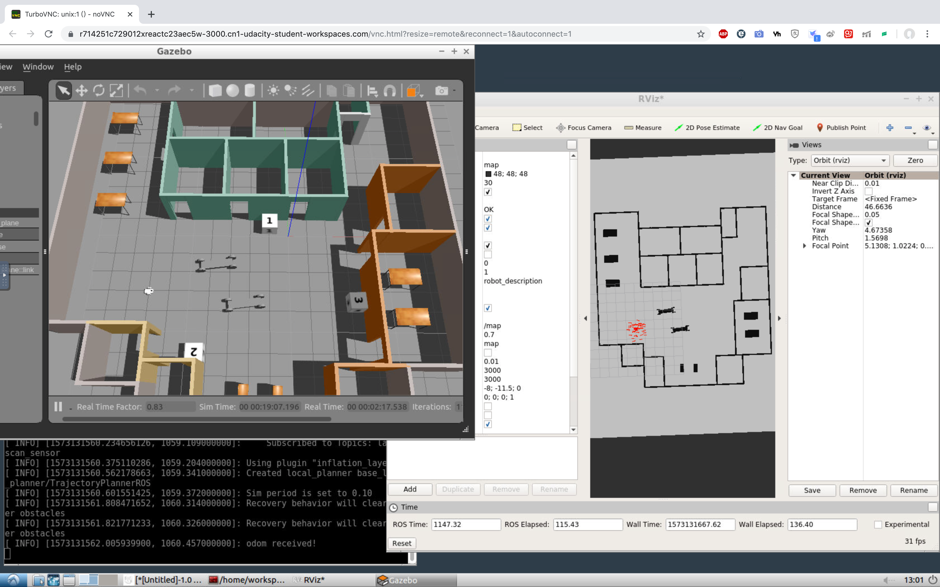 TurboVNC: unix:1 () - noVNC
r714251c729012xreactc23aec5w-3000.cn1-udacity-student-workspaces.com/vnc.html?resize=remote&reconnect=1&autoconnect=1
Gazebo
iew Window Help
yers
_plane
e
se
ne: link
1
2
3
Real Time Factor: 0.83 Sim Time: 00 00:19:07.196 Real Time: 00 00:02:17.538 Iterations: 1
RViz*
Camera Select Focus Camera Measure 2D Pose Estimate 2D Nav Goal Publish Point
map
48; 48; 48
30
OK
0
1
robot_description
/map
0.7
map
0.01
3000
3000
-8; -11.5; 0
0; 0; 0; 1
Add Duplicate Remove Rename
Views
Type: Orbit (rviz) Zero
Current View Orbit (rviz)
Near Clip Di... 0.01
Invert Z Axis
Target Frame <Fixed Frame>
Distance 46.6636
Focal Shape... 0.05
Focal Shape...
Yaw 4.67358
Pitch 1.5698
Focal Point 5.1308; 1.0224; 0....
Save Remove Rename
Time
ROS Time: 1147.32 ROS Elapsed: 115.43 Wall Time: 1573131667.62 Wall Elapsed: 136.40 Experimental
Reset 31 fps
[ INFO] [1573131560.234656126, 1059.109000000]: Subscribed to Topics: la
scan_sensor
[ INFO] [1573131560.375110286, 1059.204000000]: Using plugin "inflation_laye
[ INFO] [1573131560.562178663, 1059.341000000]: Created local_planner base_l
_planner/TrajectoryPlannerROS
[ INFO] [1573131560.601551425, 1059.372000000]: Sim period is set to 0.10
[ INFO] [1573131561.808471652, 1060.314000000]: Recovery behavior will clear
er obstacles
[ INFO] [1573131561.821771233, 1060.326000000]: Recovery behavior will clear
er obstacles
[ INFO] [1573131562.005939900, 1060.457000000]: odom received!
[*[Untitled]-1.0 ... /home/worksp... RViz* Gazebo 13:01